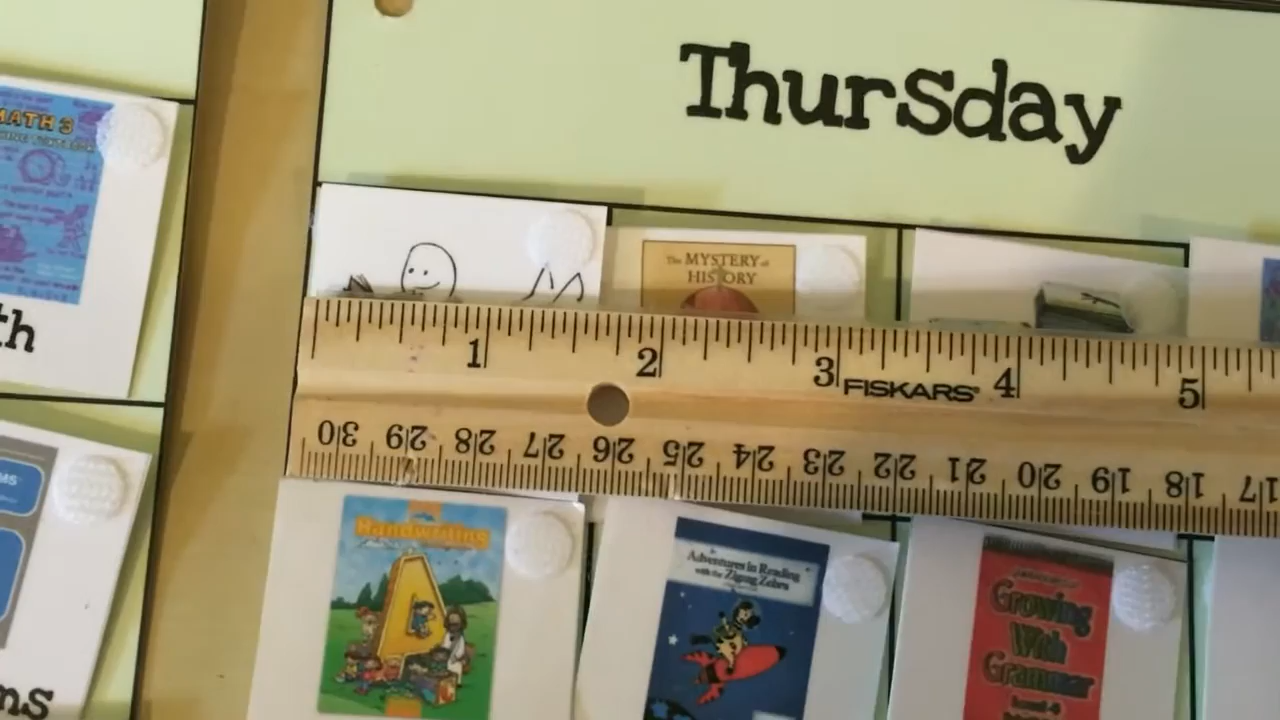 Thursday
MATH 3
The MYSTERY of
HISTORY
th
1 2 3 FISKARS 4 5
30 29 28 27 26 25 24 23 22 21 20 19 18 17
Handwriting
Adventures in Reading
with the Zigzag Zebra
Growing
With
Grammar
ms